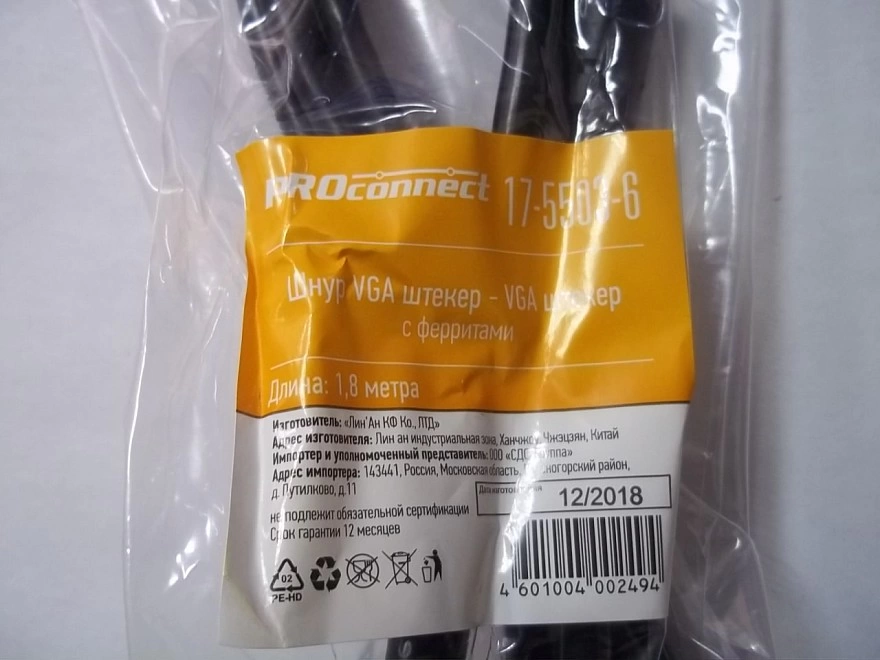 PROconnect 17-5503-6
Шнур VGA штекер - VGA штекер
с ферритами
Длина: 1,8 метра
Изготовитель: «Лин'Ан КФ Ко., ЛТД»
Адрес изготовителя: Лин ан индустриальная зона, Ханчжоу, Чжэцзян, Китай
Импортер и уполномоченный представитель: ООО «СДС-Группа»
Адрес импортера: 143441, Россия, Московская область, Красногорский район,
д. Путилково, д.11
Дата изготовления 12/2018
не подлежит обязательной сертификации
Срок гарантии 12 месяцев
02
PE-HD
4 601004 002494